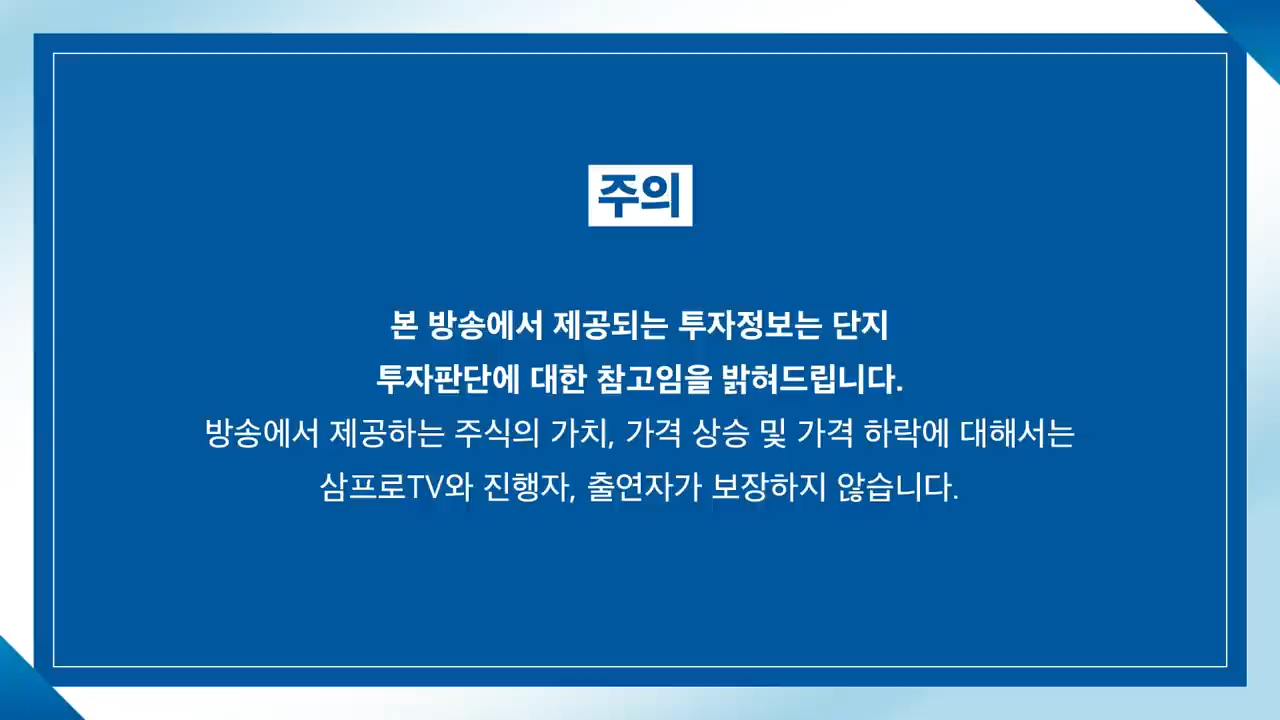 주의
본 방송에서 제공되는 투자정보는 단지
투자판단에 대한 참고임을 밝혀드립니다.
방송에서 제공하는 주식의 가치, 가격 상승 및 가격 하락에 대해서는
삼프로TV와 진행자, 출연자가 보장하지 않습니다.